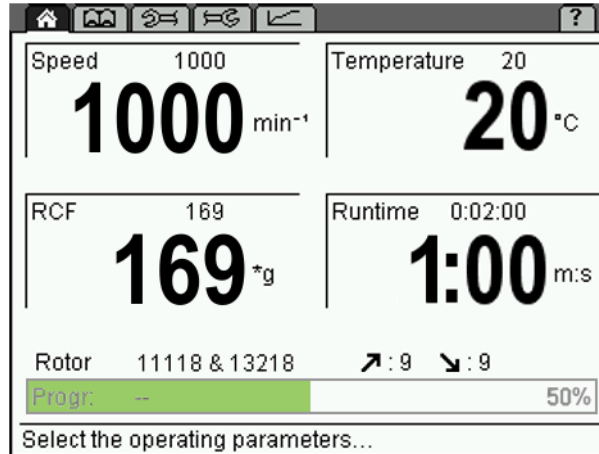 ?
Speed 1000
1000 min⁻¹
Temperature 20
20 °C
RCF 169
169 *g
Runtime 0:02:00
1:00 m:s
Rotor 11118 & 13218 ↗ : 9 ↘ : 9
Progr: -- 50%
Select the operating parameters...